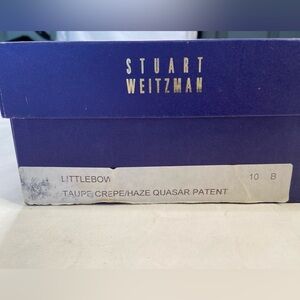 STUART
WEITZMAN
LITTLEBOW 10 B
TAUPE CREPE/HAZE QUASAR PATENT